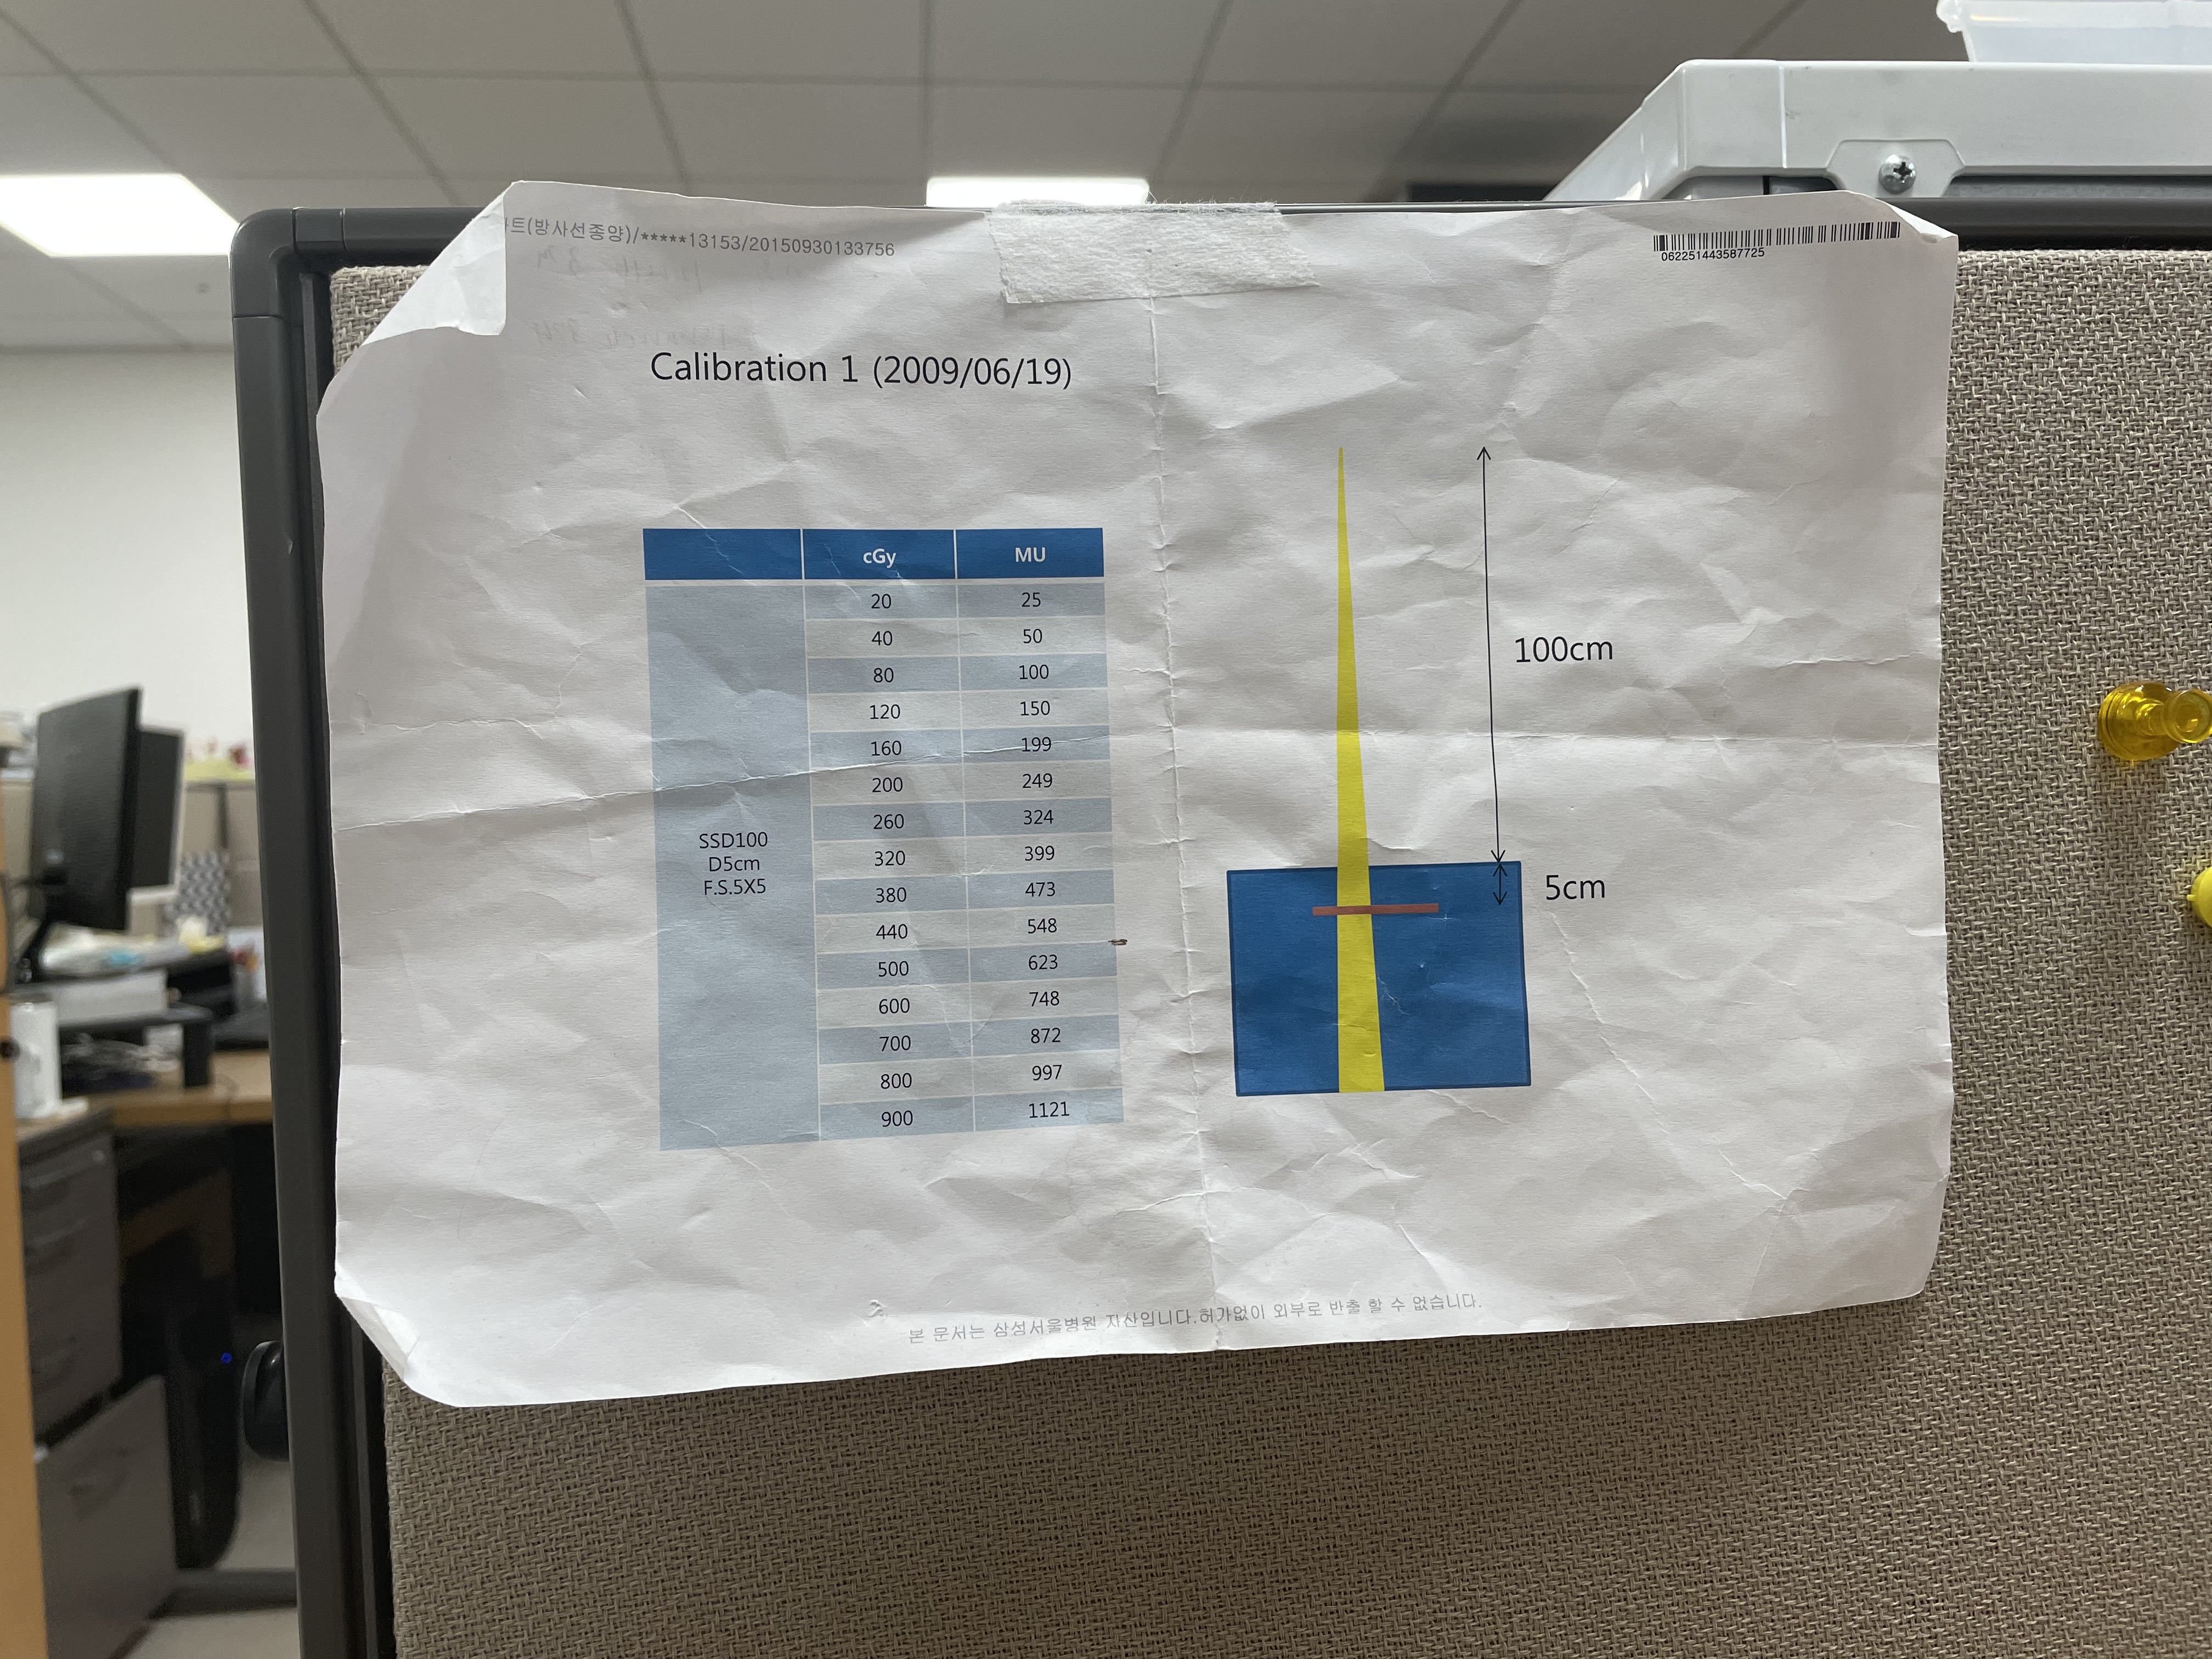 트(방사선종양)/*****13153/20150930133756
062251443587725
Calibration 1 (2009/06/19)
cGy MU
20 25
40 50
80 100
120 150
160 199
200 249
260 324
320 399
380 473
440 548
500 623
600 748
700 872
800 997
900 1121
SSD100
D5cm
F.S.5X5
100cm
5cm
본 문서는 삼성서울병원 자산입니다.허가없이 외부로 반출 할 수 없습니다.